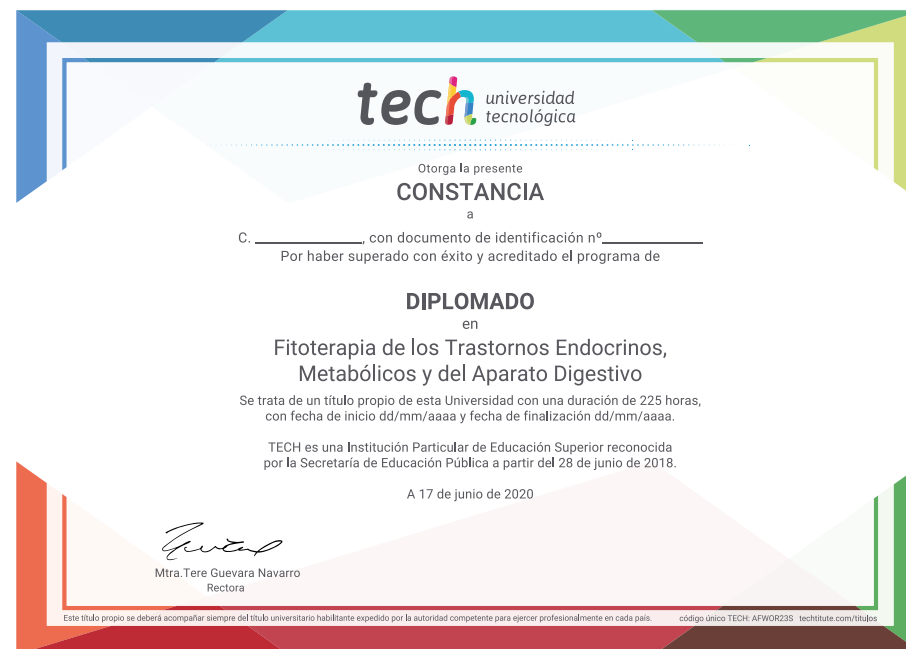 tech universidad
tecnológica
Otorga la presente
CONSTANCIA
a
C. ____________, con documento de identificación nº____________
Por haber superado con éxito y acreditado el programa de
DIPLOMADO
en
Fitoterapia de los Trastornos Endocrinos,
Metabólicos y del Aparato Digestivo
Se trata de un título propio de esta Universidad con una duración de 225 horas,
con fecha de inicio dd/mm/aaaa y fecha de finalización dd/mm/aaaa.
TECH es una Institución Particular de Educación Superior reconocida
por la Secretaría de Educación Pública a partir del 28 de junio de 2018.
A 17 de junio de 2020
Mtra.Tere Guevara Navarro
Rectora
Este título propio se deberá acompañar siempre del título universitario habilitante expedido por la autoridad competente para ejercer profesionalmente en cada país. código único TECH: AFWOR23S techtitute.com/titulos